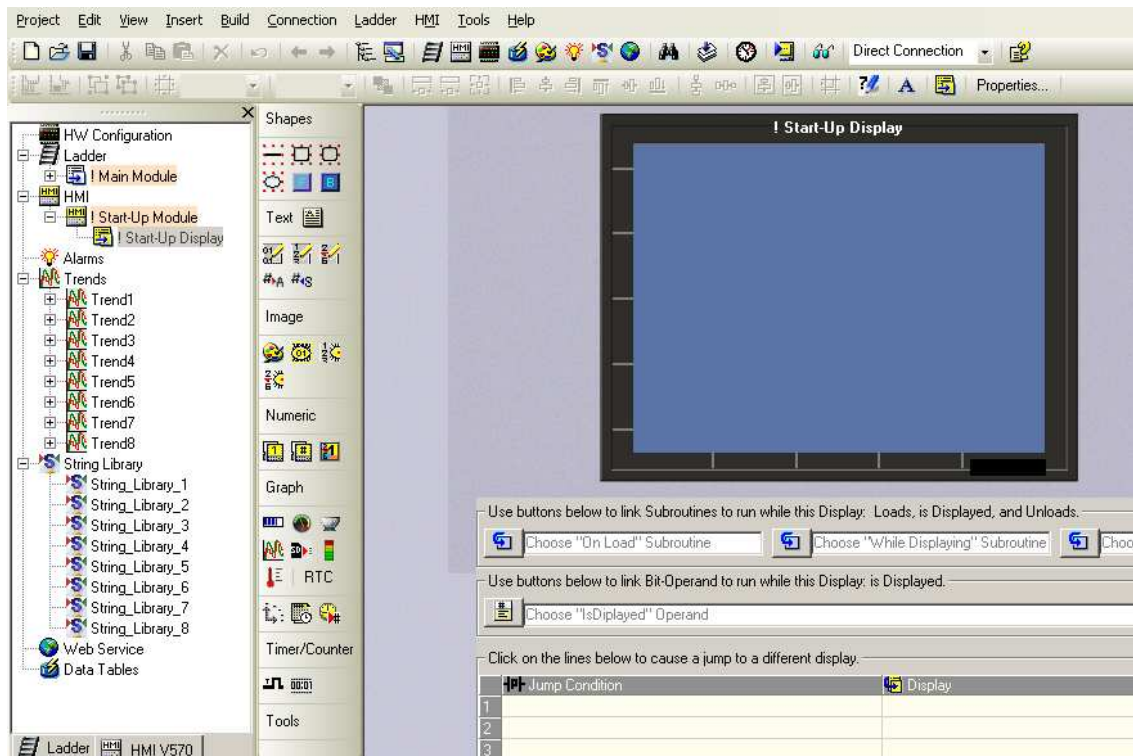 Project Edit View Insert Build Connection Ladder HMI Tools Help
Direct Connection
Properties...
HW Configuration
Ladder
! Main Module
HMI
! Start-Up Module
! Start-Up Display
Alarms
Trends
Trend1
Trend2
Trend3
Trend4
Trend5
Trend6
Trend7
Trend8
String Library
String_Library_1
String_Library_2
String_Library_3
String_Library_4
String_Library_5
String_Library_6
String_Library_7
String_Library_8
Web Service
Data Tables
Ladder HMI V570
Shapes
Text
Image
Numeric
Graph
RTC
Timer/Counter
Tools
! Start-Up Display
Use buttons below to link Subroutines to run while this Display: Loads, is Displayed, and Unloads.
Choose "On Load" Subroutine Choose "While Displaying" Subroutine Choo
Use buttons below to link Bit-Operand to run while this Display: is Displayed.
Choose "IsDiplayed" Operand
Click on the lines below to cause a jump to a different display.
Jump Condition Display
1
2
3